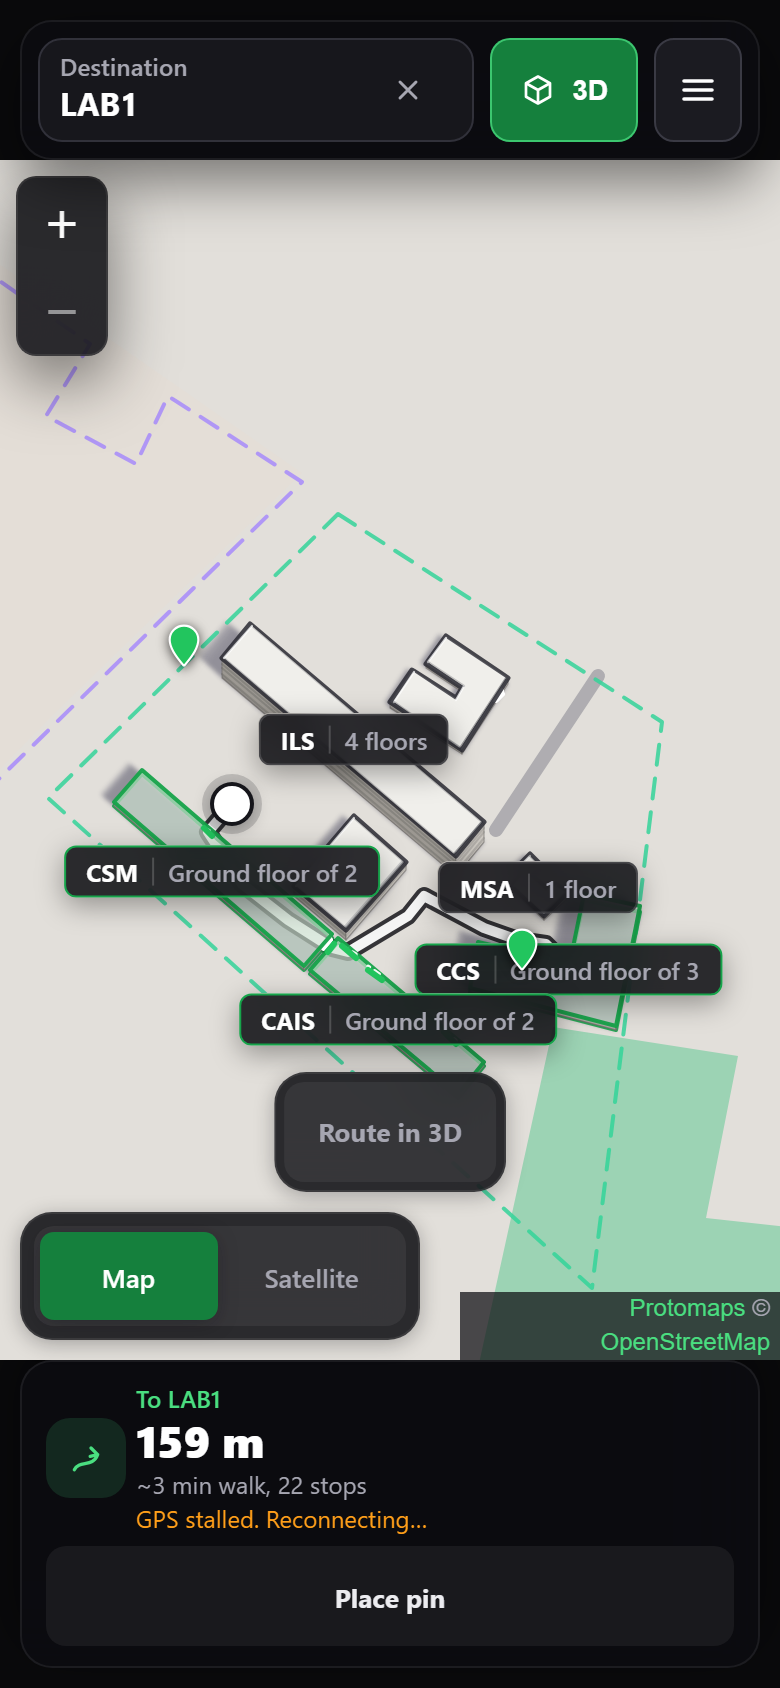 Destination
LAB1
3D
ILS | 4 floors
CSM | Ground floor of 2
MSA | 1 floor
CCS | Ground floor of 3
CAIS | Ground floor of 2
Route in 3D
Map
Satellite
Protomaps ©
OpenStreetMap
To LAB1
159 m
~3 min walk, 22 stops
GPS stalled. Reconnecting...
Place pin